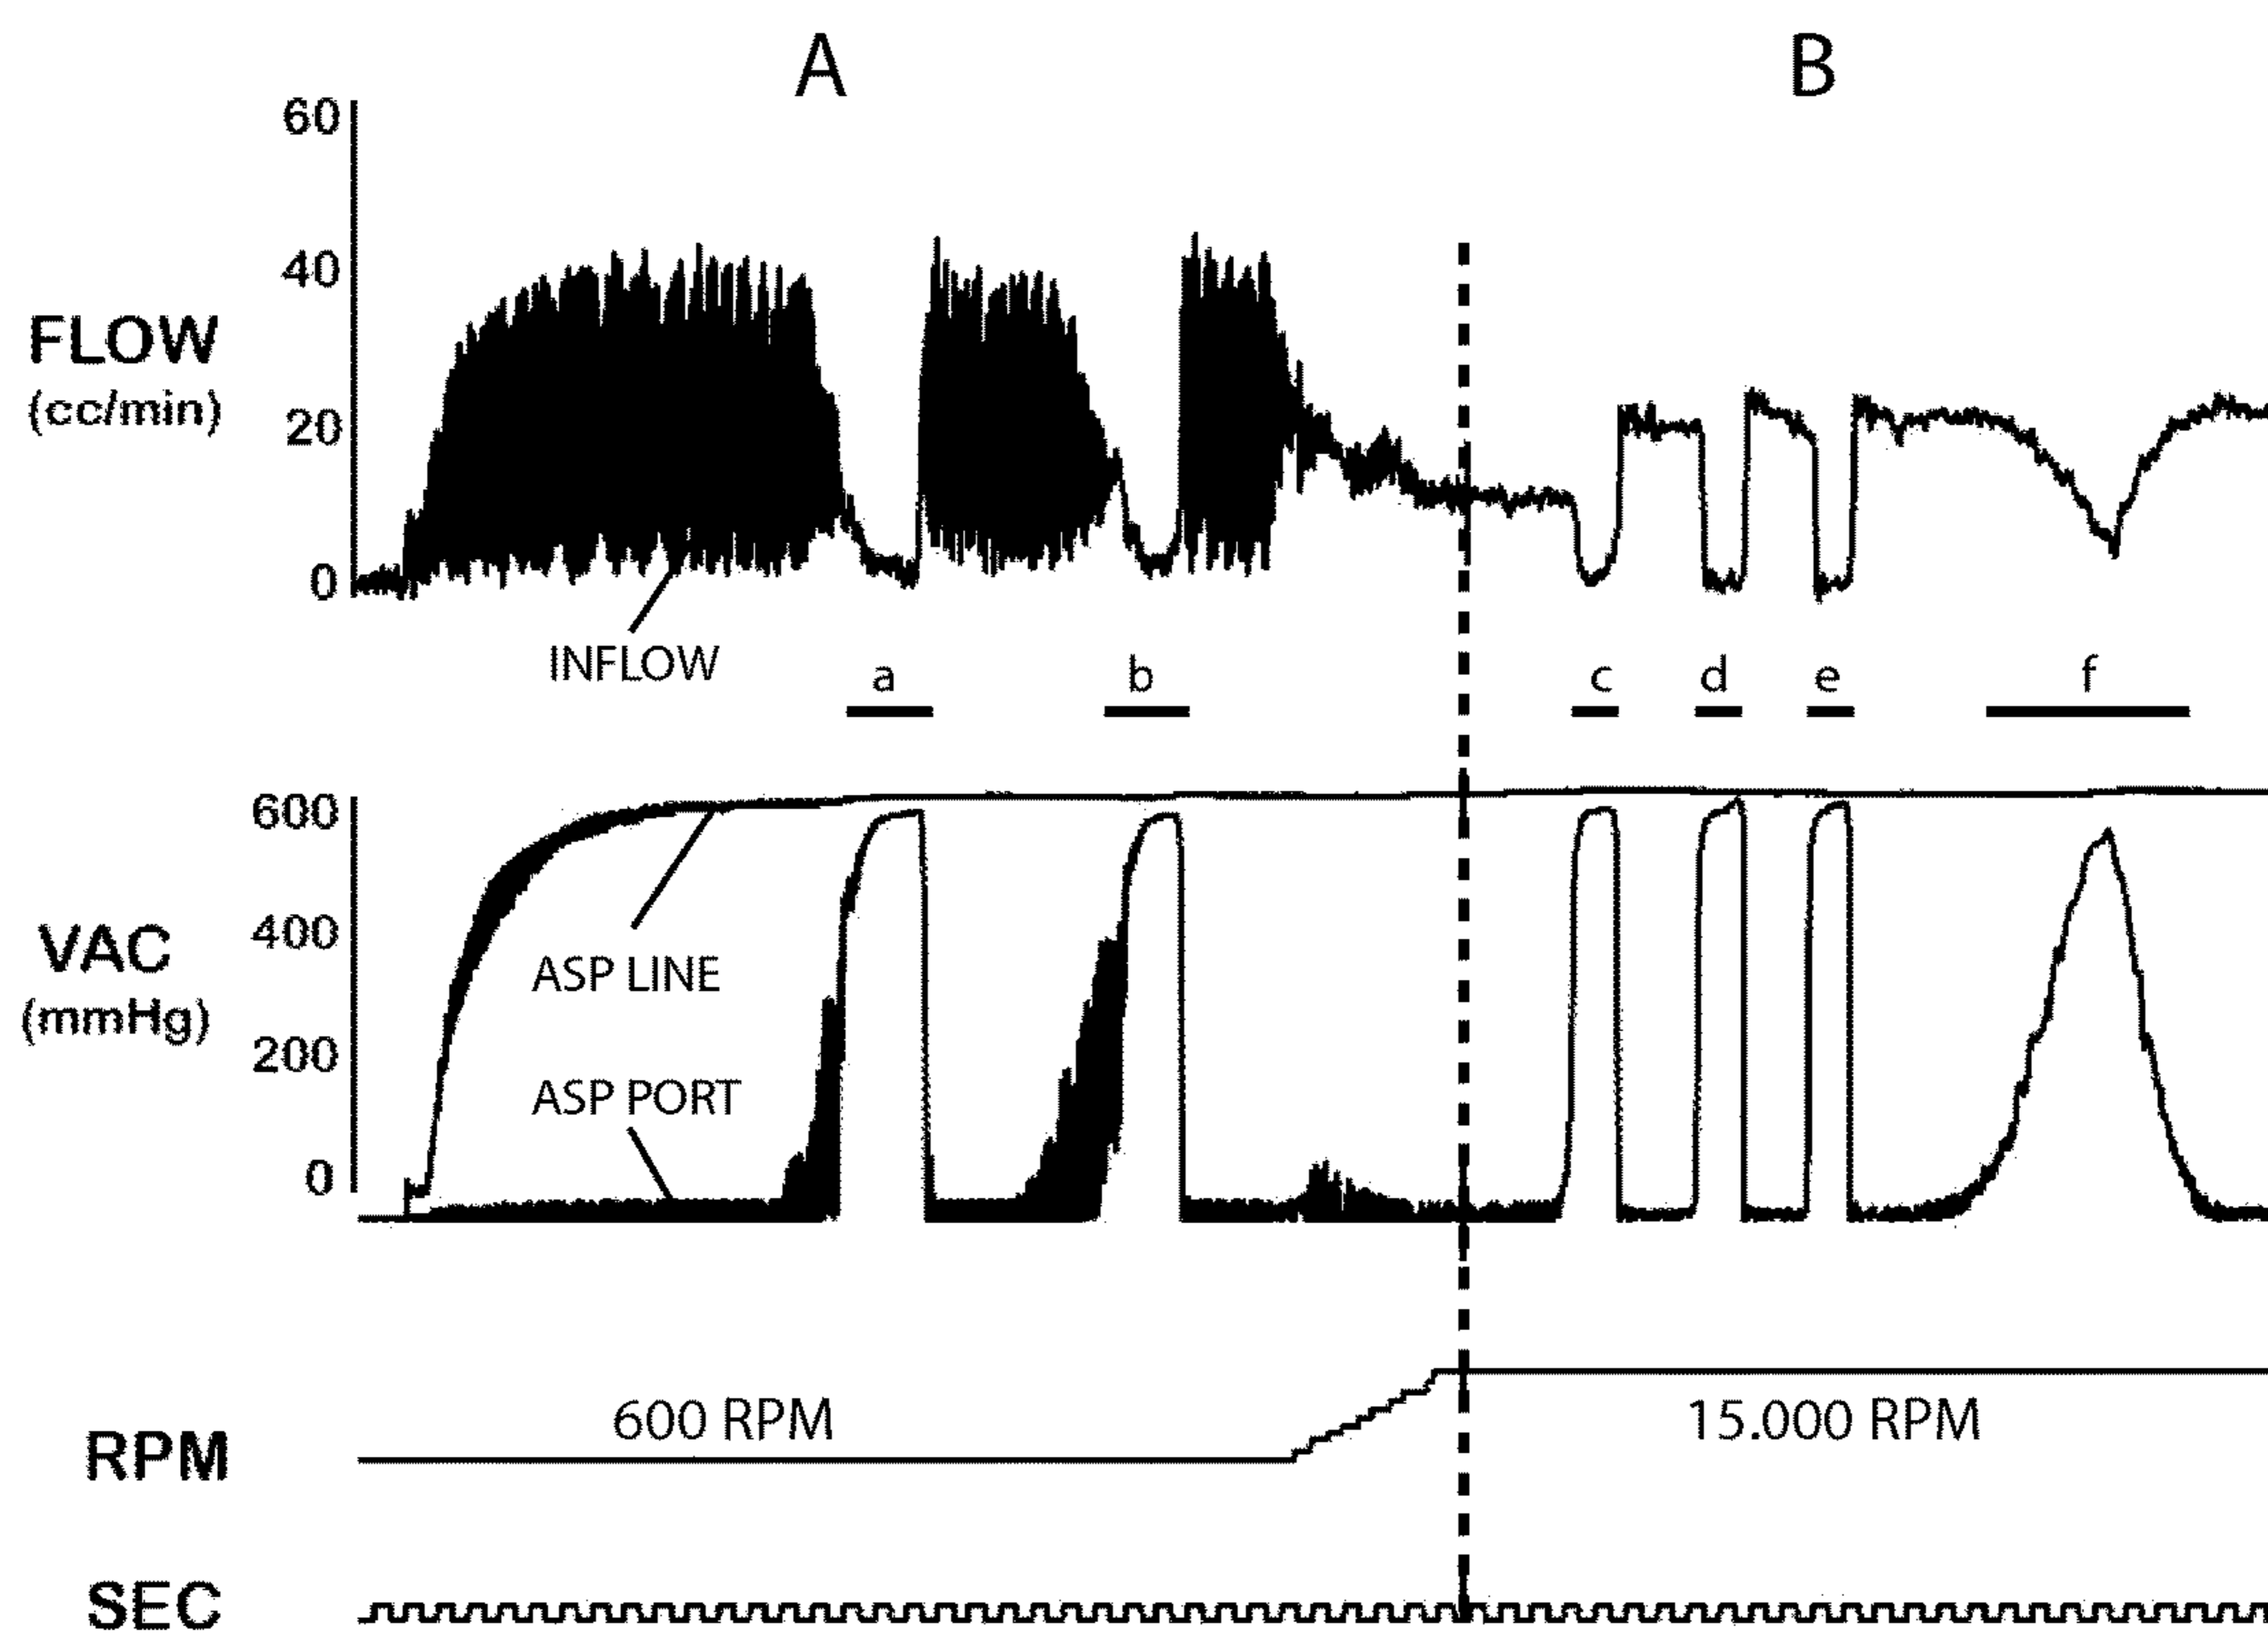 A
B
60
40
20
0
FLOW
(cc/min)
INFLOW
a
b
c
d
e
f
600
400
200
0
VAC
(mmHg)
ASP LINE
ASP PORT
RPM
600 RPM
15.000 RPM
SEC